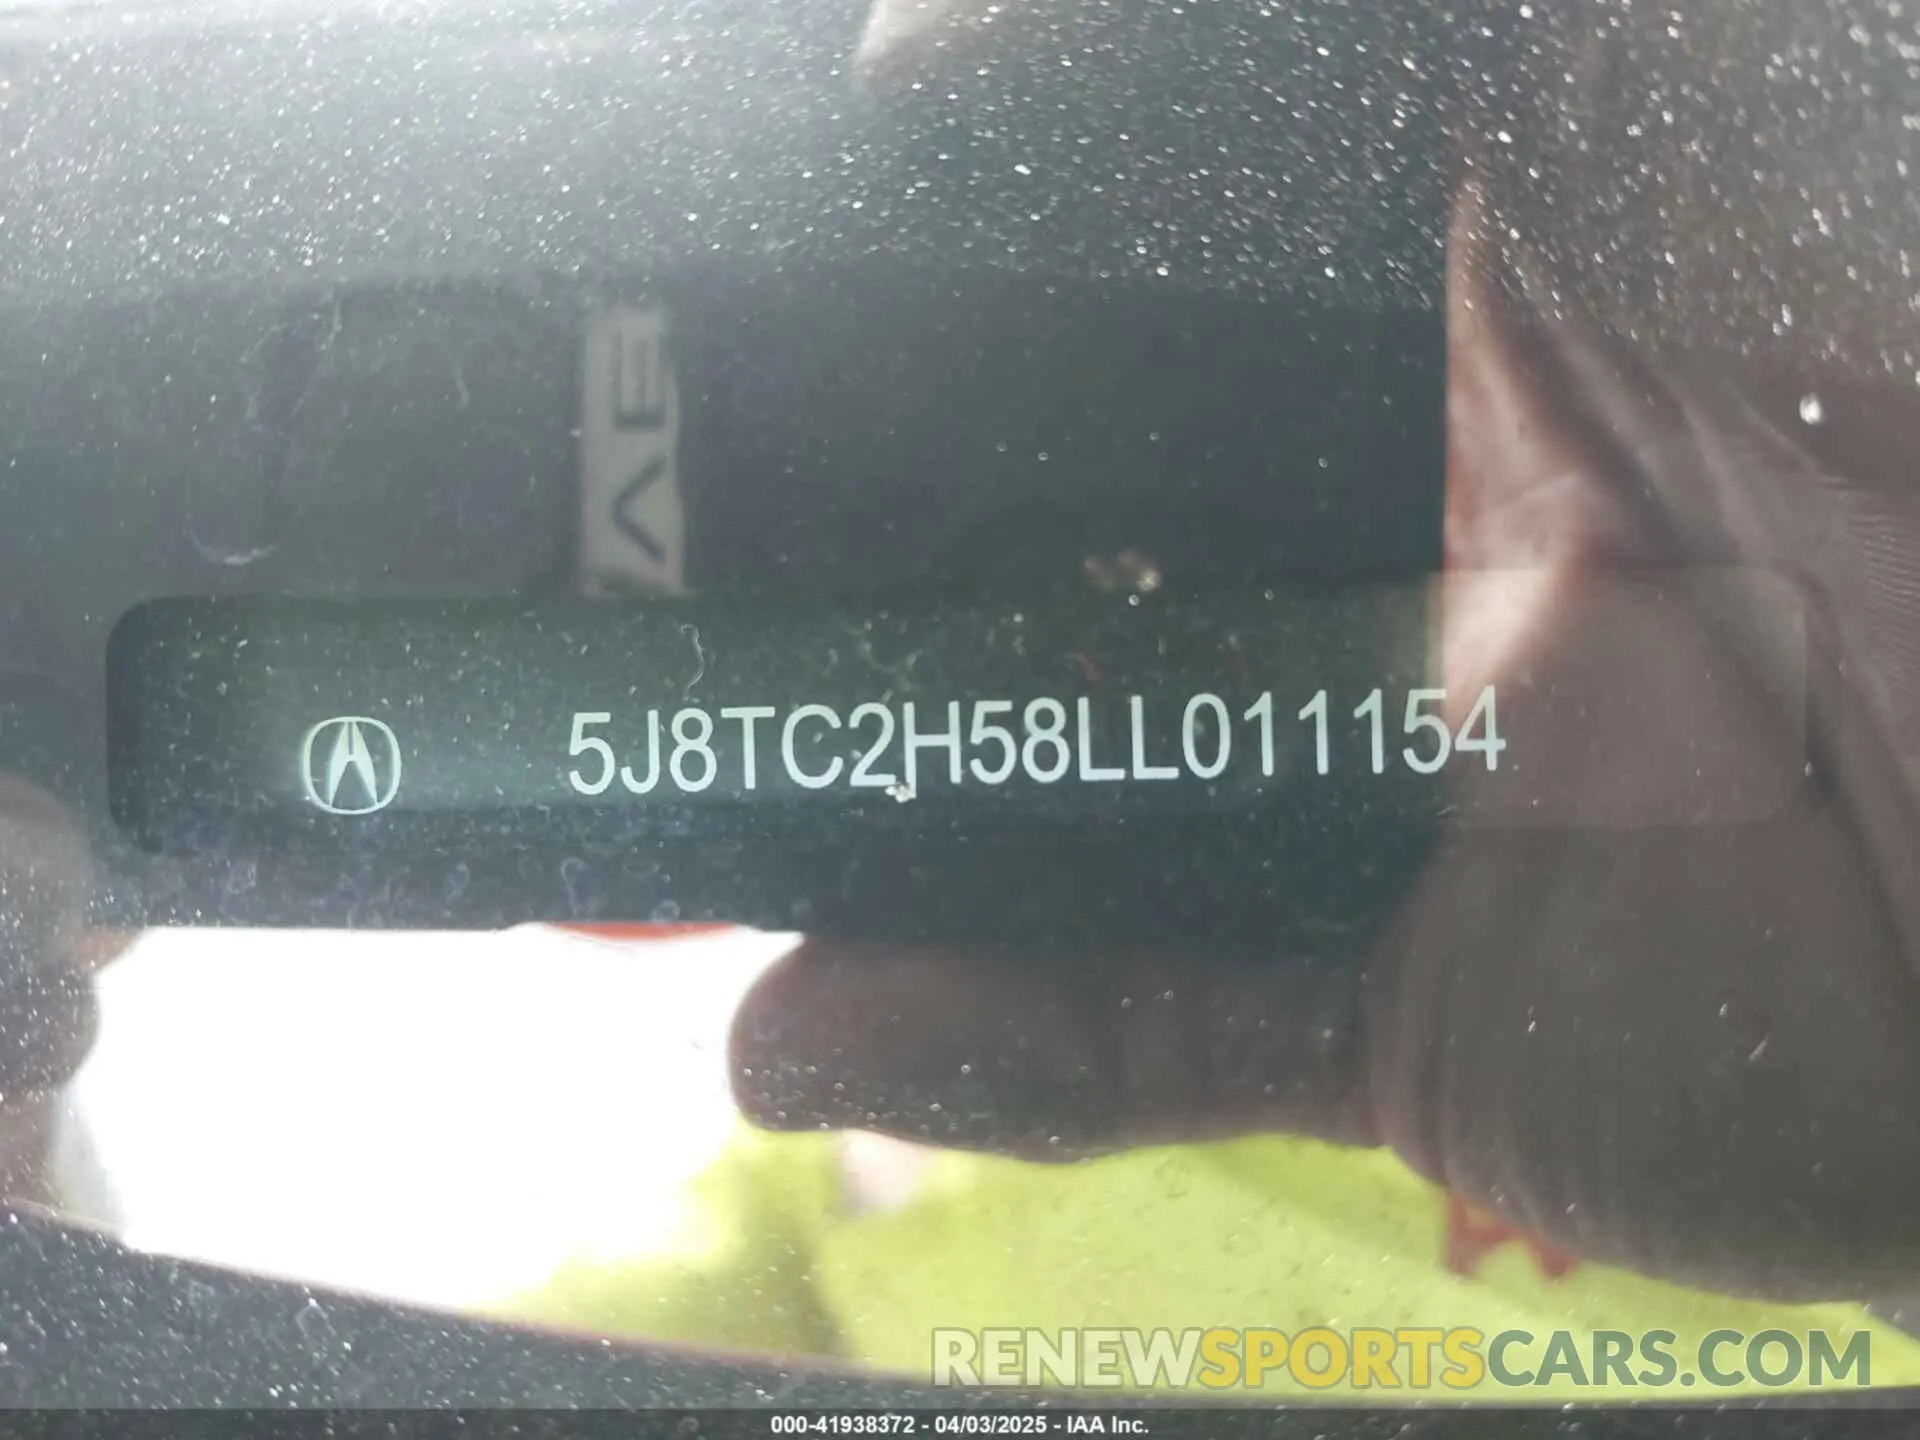 5J8TC2H58LL011154
RENEWSPORTSCARS.COM
000-41938372 - 04/03/2025 - IAA Inc.